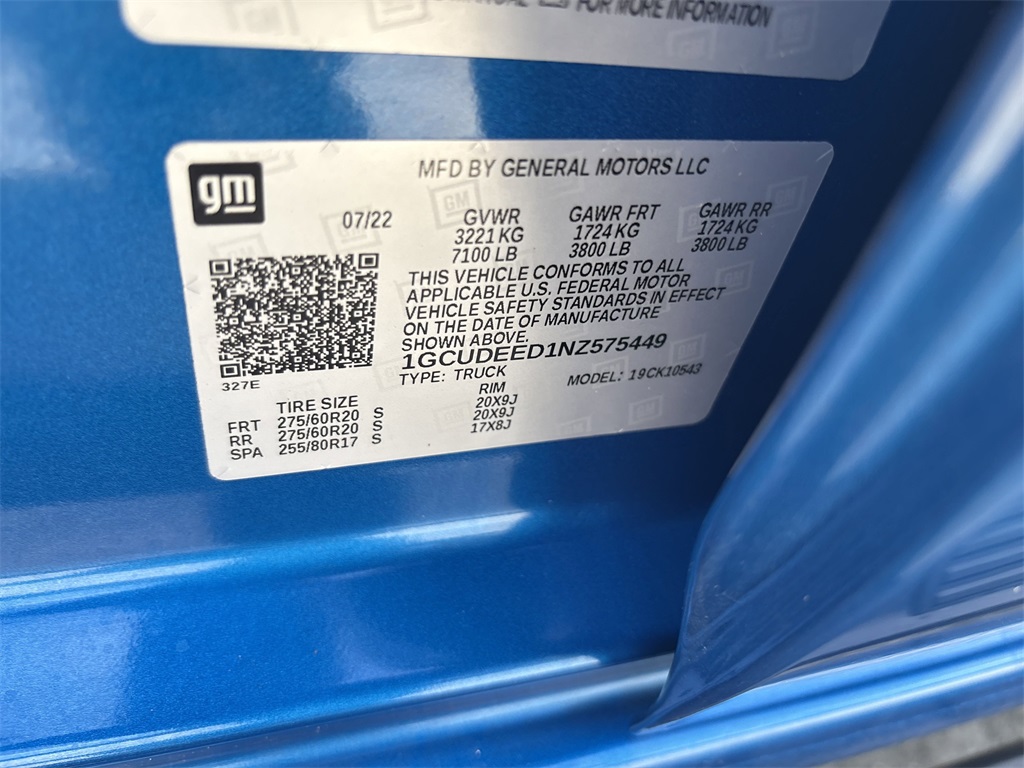 FOR MORE INFORMATION
gm
MFD BY GENERAL MOTORS LLC
07/22 GVWR GAWR FRT GAWR RR
3221 KG 1724 KG 1724 KG
7100 LB 3800 LB 3800 LB
THIS VEHICLE CONFORMS TO ALL
APPLICABLE U.S. FEDERAL MOTOR
VEHICLE SAFETY STANDARDS IN EFFECT
ON THE DATE OF MANUFACTURE
SHOWN ABOVE.
1GCUDEED1NZ575449
327E
TYPE: TRUCK MODEL: 19CK10543
TIRE SIZE RIM
FRT 275/60R20 S 20X9J
RR 275/60R20 S 20X9J
SPA 255/80R17 S 17X8J